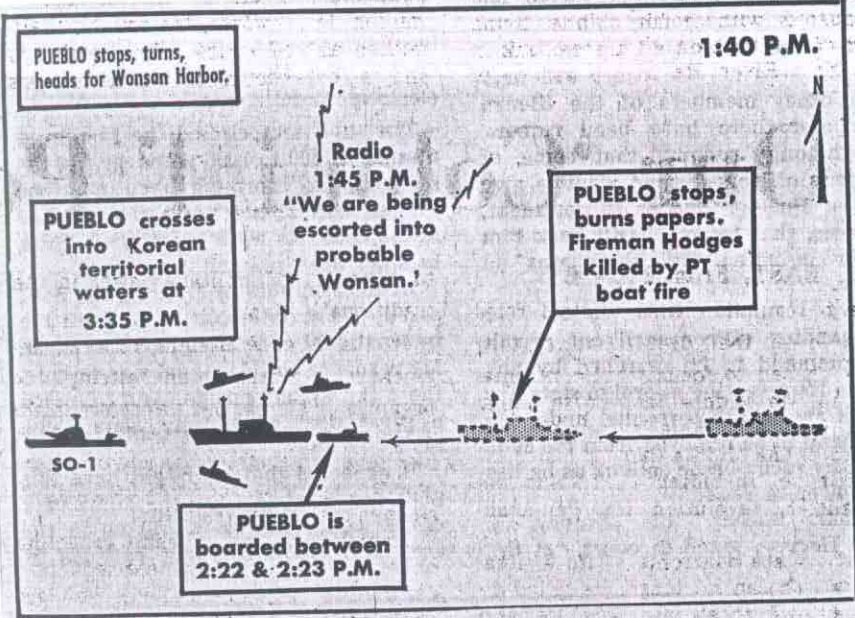 PUEBLO stops, turns,
heads for Wonsan Harbor.
1:40 P.M.
N
Radio
1:45 P.M.
"We are being
escorted into
probable
Wonsan.'
PUEBLO crosses
into Korean
territorial
waters at
3:35 P.M.
PUEBLO stops,
burns papers.
Fireman Hodges
killed by PT
boat fire
SO-1
PUEBLO is
boarded between
2:22 & 2:23 P.M.